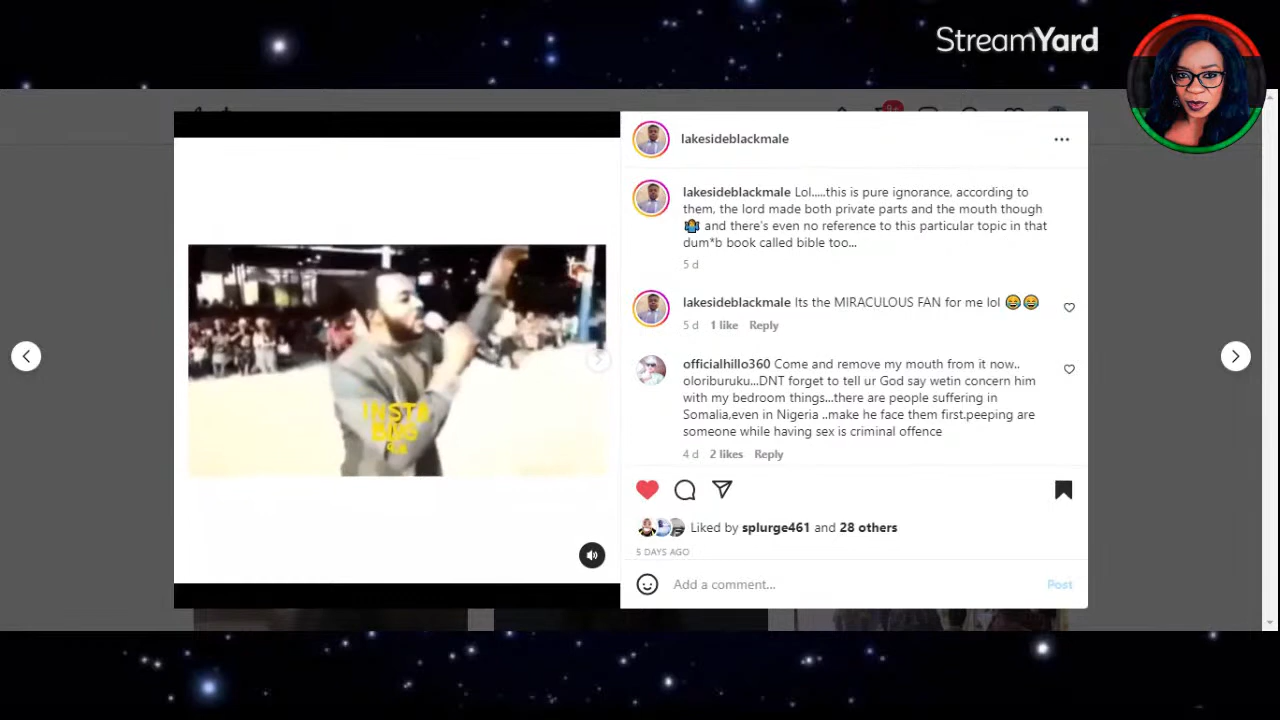 StreamYard
lakesideblackmale
lakesideblackmale Lol.....this is pure ignorance, according to
them, the lord made both private parts and the mouth though
🤷‍♂️ and there's even no reference to this particular topic in that
dum*b book called bible too...
5 d
lakesideblackmale Its the MIRACULOUS FAN for me lol 😂😂
5 d 1 like Reply
officialhillo360 Come and remove my mouth from it now..
oloriburuku...DNT forget to tell ur God say wetin concern him
with my bedroom things...there are people suffering in
Somalia,even in Nigeria ..make he face them first.peeping are
someone while having sex is criminal offence
4 d 2 likes Reply
INSTA
Liked by splurge461 and 28 others
5 DAYS AGO
Add a comment...
Post